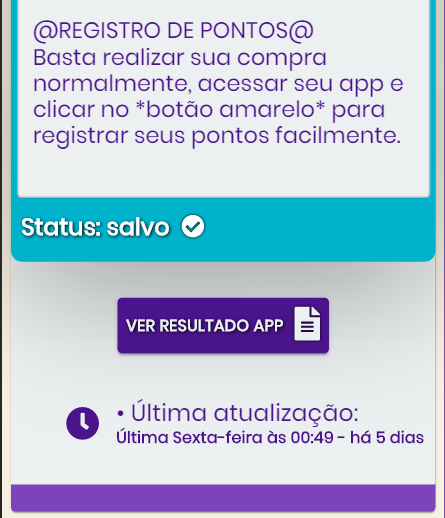 @REGISTRO DE PONTOS@
Basta realizar sua compra
normalmente, acessar seu app e
clicar no *botão amarelo* para
registrar seus pontos facilmente.
Status: salvo
VER RESULTADO APP
• Última atualização:
Última Sexta-feira às 00:49 - há 5 dias